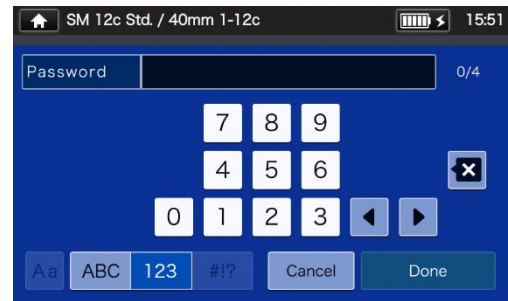 SM 12c Std. / 40mm 1-12c 15:51
Password 0/4
7 8 9
4 5 6
0 1 2 3
Aa ABC 123 #!? Cancel Done